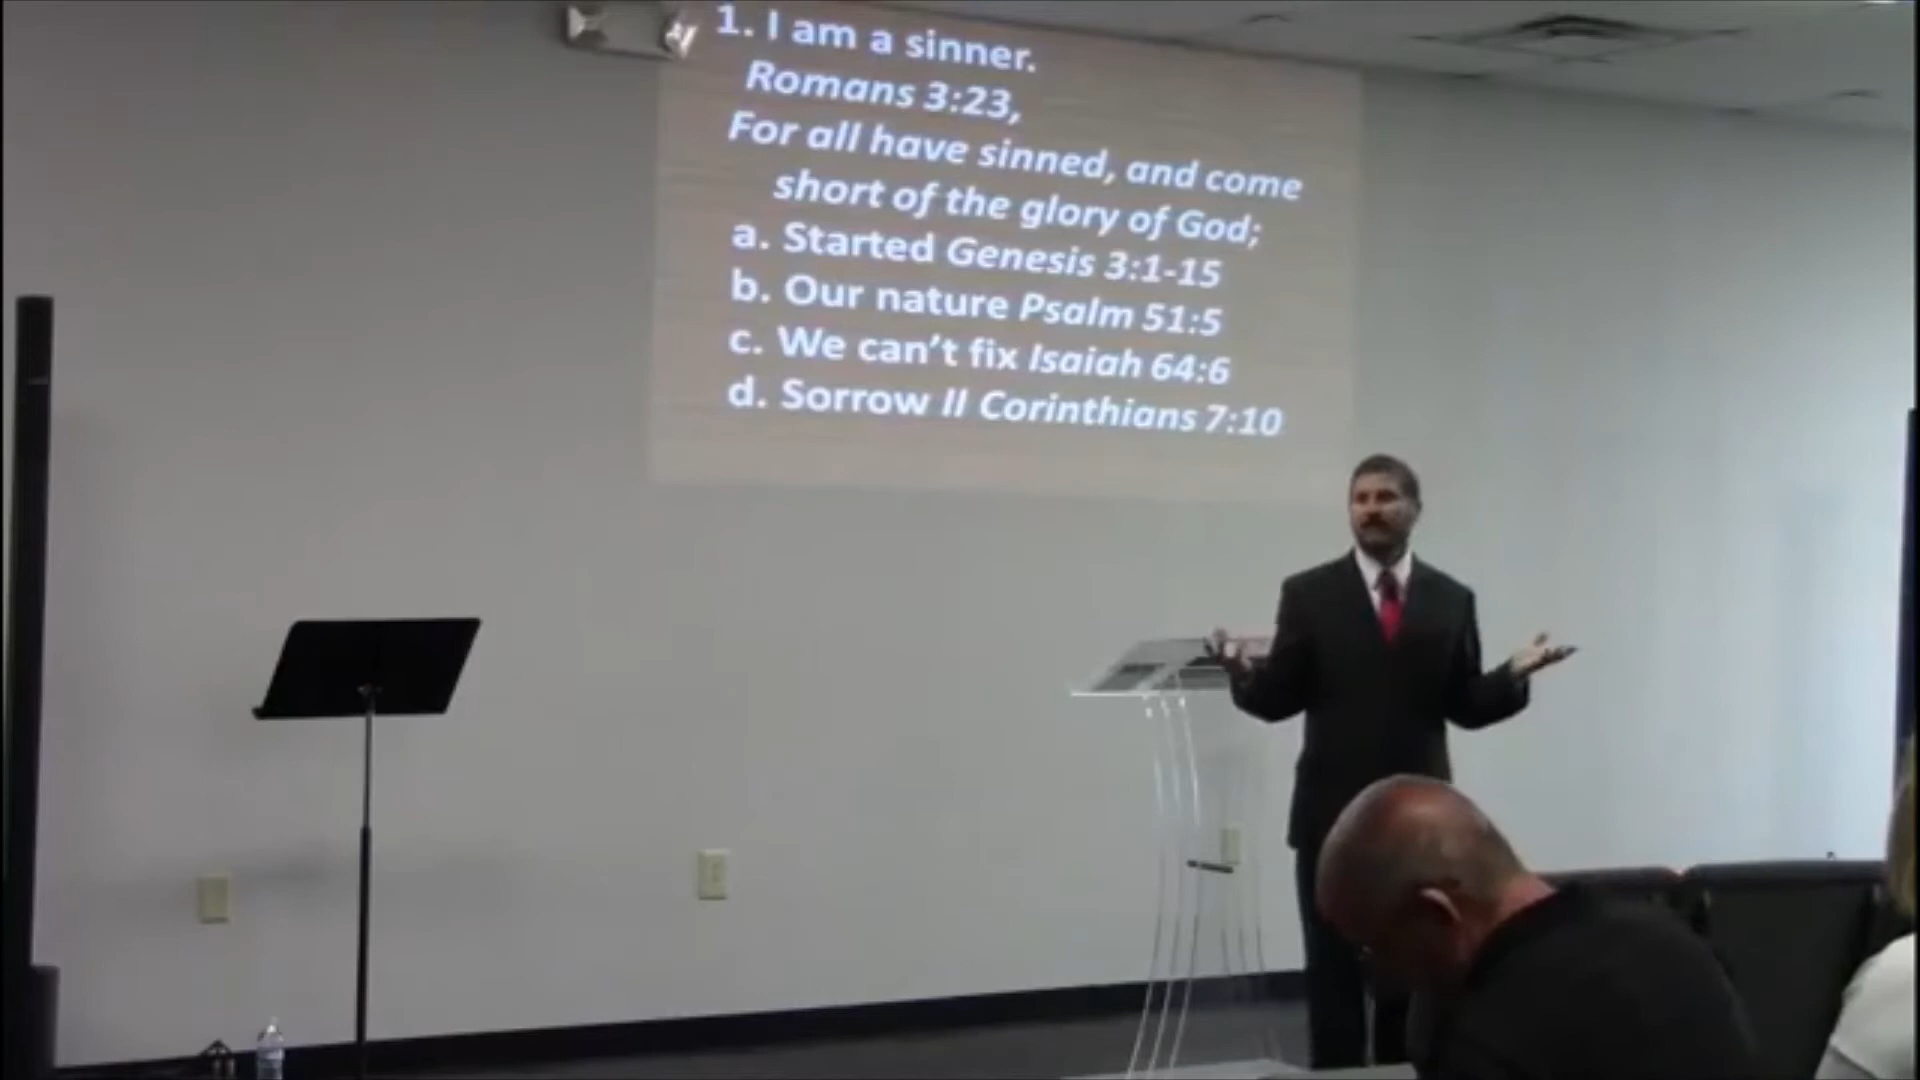 1. I am a sinner.
Romans 3:23,
For all have sinned, and come
short of the glory of God;
a. Started Genesis 3:1-15
b. Our nature Psalm 51:5
c. We can't fix Isaiah 64:6
d. Sorrow II Corinthians 7:10